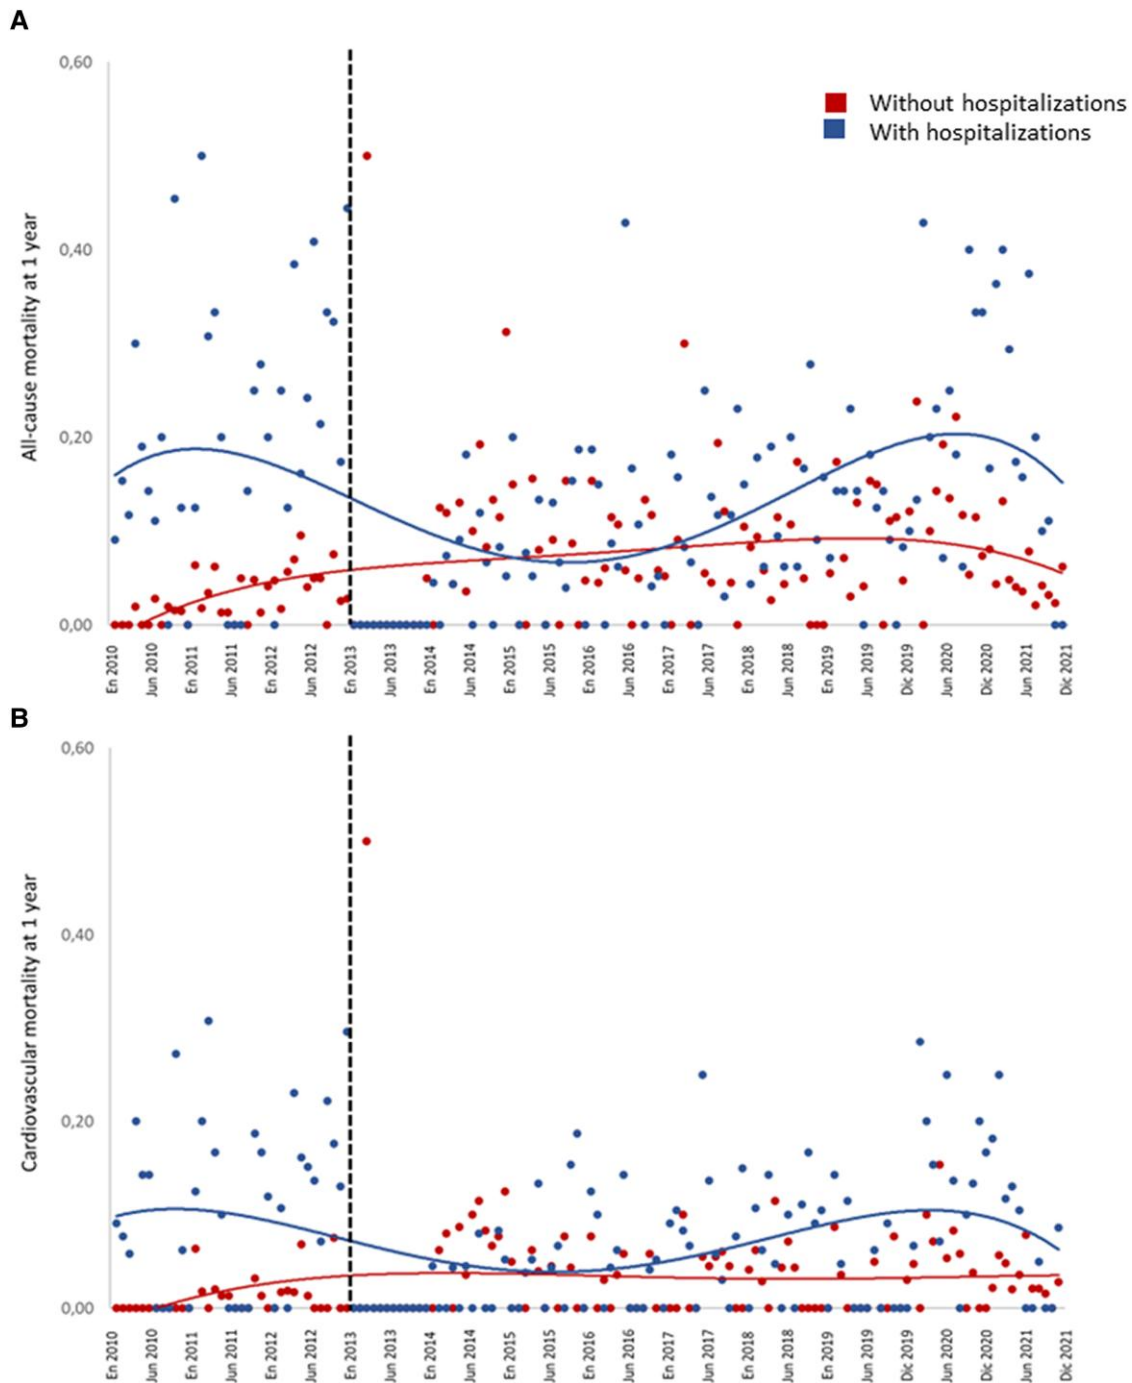 A
0,60
0,40
0,20
0,00
All-cause mortality at 1 year
Without hospitalizations
With hospitalizations
En 2010
Jun 2010
En 2011
Jun 2011
En 2012
Jun 2012
En 2013
Jun 2013
En 2014
Jun 2014
En 2015
Jun 2015
En 2016
Jun 2016
En 2017
Jun 2017
En 2018
Jun 2018
En 2019
Jun 2019
Dic 2019
Jun 2020
Dic 2020
Jun 2021
Dic 2021
B
0,60
0,40
0,20
0,00
Cardiovascular mortality at 1 year
En 2010
Jun 2010
En 2011
Jun 2011
En 2012
Jun 2012
En 2013
Jun 2013
En 2014
Jun 2014
En 2015
Jun 2015
En 2016
Jun 2016
En 2017
Jun 2017
En 2018
Jun 2018
En 2019
Jun 2019
Dic 2019
Jun 2020
Dic 2020
Jun 2021
Dic 2021